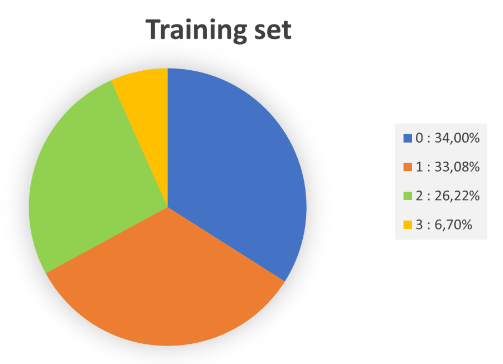 Training set
0 : 34,00%
1 : 33,08%
2 : 26,22%
3 : 6,70%